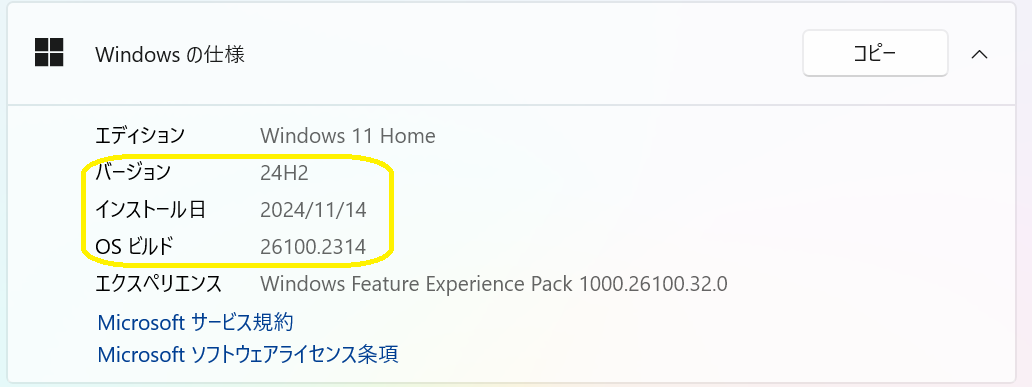 Windows の仕様
コピー
エディション Windows 11 Home
バージョン 24H2
インストール日 2024/11/14
OS ビルド 26100.2314
エクスペリエンス Windows Feature Experience Pack 1000.26100.32.0
Microsoft サービス規約
Microsoft ソフトウェアライセンス条項